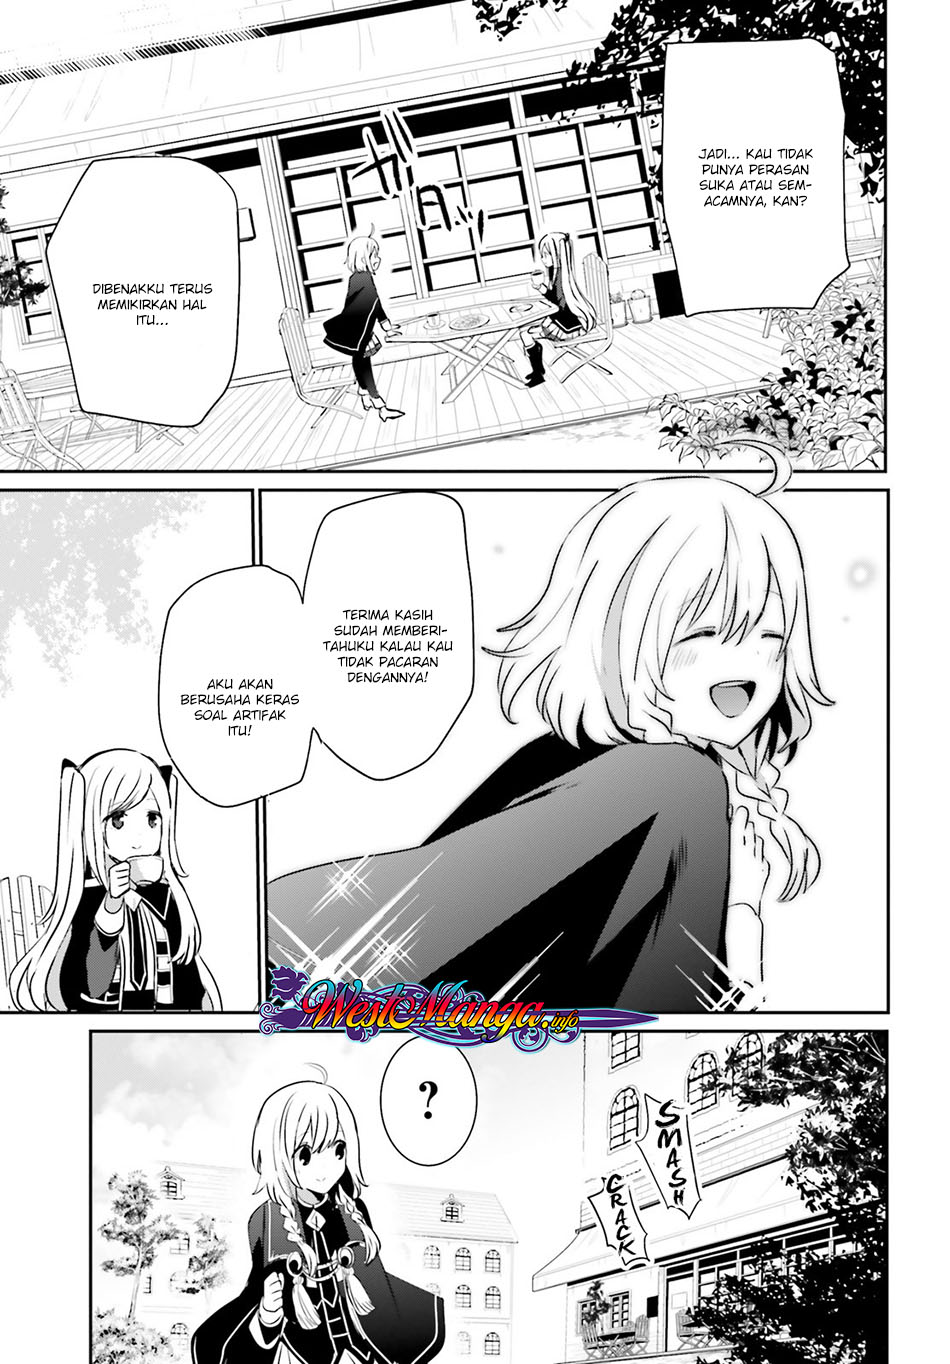 JADI... KAU TIDAK
PUNYA PERASAN
SUKA ATAU SEM-
ACAMNYA, KAN?
DIBENAKKU TERUS
MEMIKIRKAN HAL
ITU...
TERIMA KASIH
SUDAH MEMBERI-
TAHUKU KALAU KAU
TIDAK PACARAN
DENGANNYA!
AKU AKAN
BERUSAHA KERAS
SOAL ARTIFAK
ITU!
WestManga.info
SMASH
CRACK
?